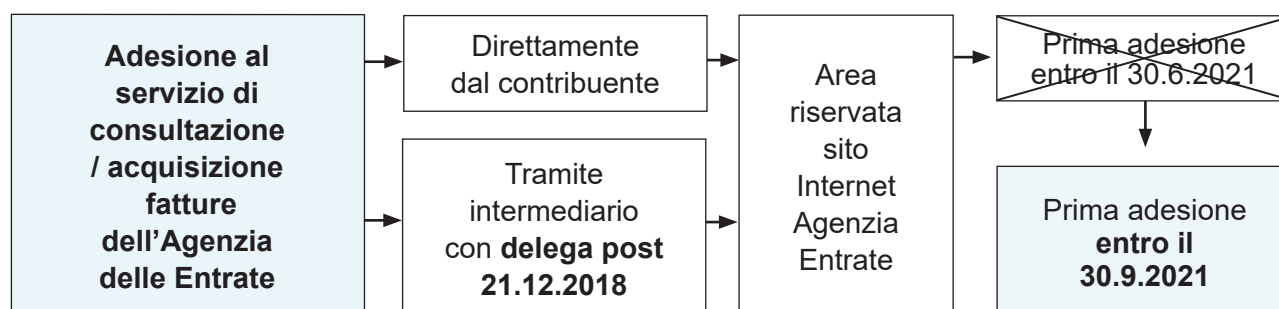 Adesione al
servizio di
consultazione
/ acquisizione
fatture
dell'Agenzia
delle Entrate
Direttamente
dal contribuente
Tramite
intermediario
con delega post
21.12.2018
Area
riservata
sito
Internet
Agenzia
Entrate
Prima adesione
entro il 30.6.2021
Prima adesione
entro il
30.9.2021